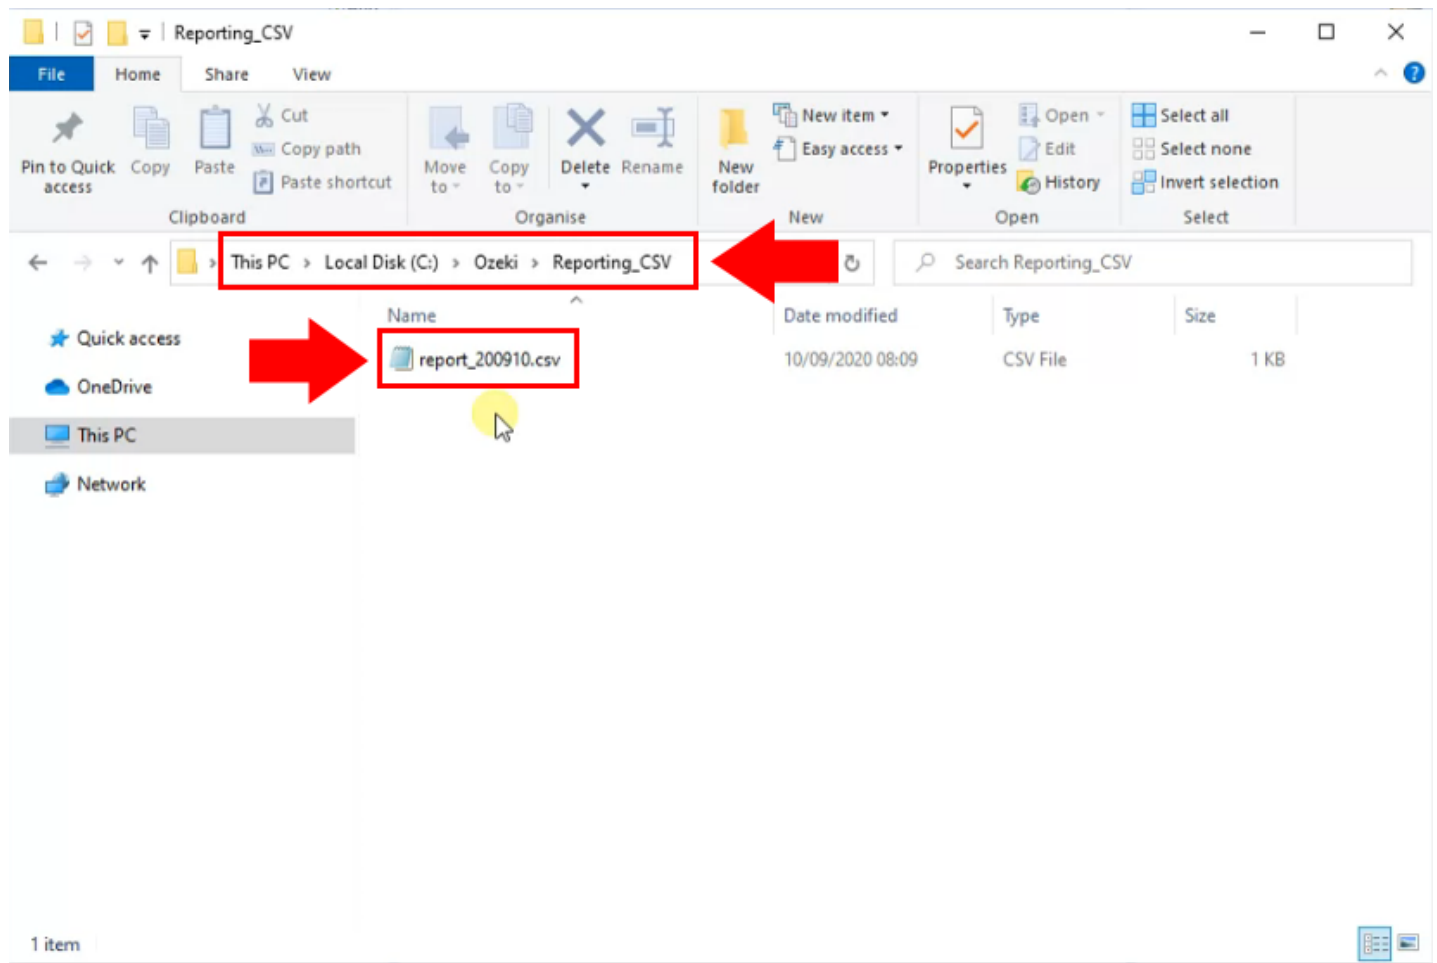 Reporting_CSV
File Home Share View
Pin to Quick access
Copy
Paste
Cut
Copy path
Paste shortcut
Clipboard
Move to
Copy to
Delete
Rename
Organise
New folder
New item
Easy access
New
Properties
Open
Edit
History
Open
Select all
Select none
Invert selection
Select
This PC > Local Disk (C:) > Ozeki > Reporting_CSV
Search Reporting_CSV
Name Date modified Type Size
report_200910.csv 10/09/2020 08:09 CSV File 1 KB
Quick access
OneDrive
This PC
Network
1 item